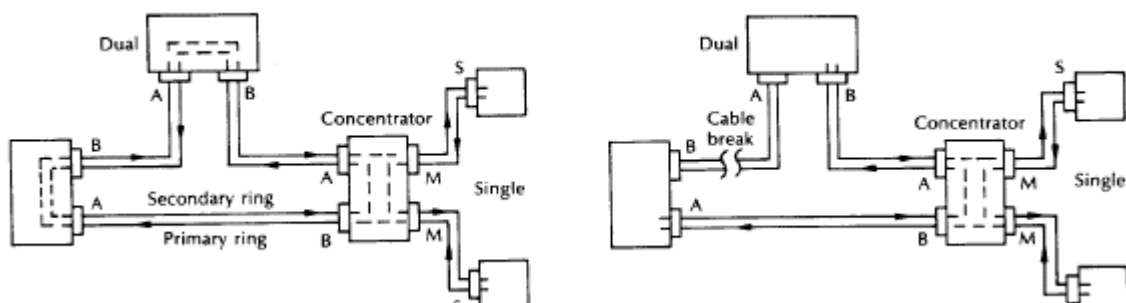 Dual
A
B
S
Concentrator
B
A
M
Single
A
Secondary ring
Primary ring
B
M
Dual
A
B
S
Cable
break
Concentrator
B
A
M
Single
A
B
M